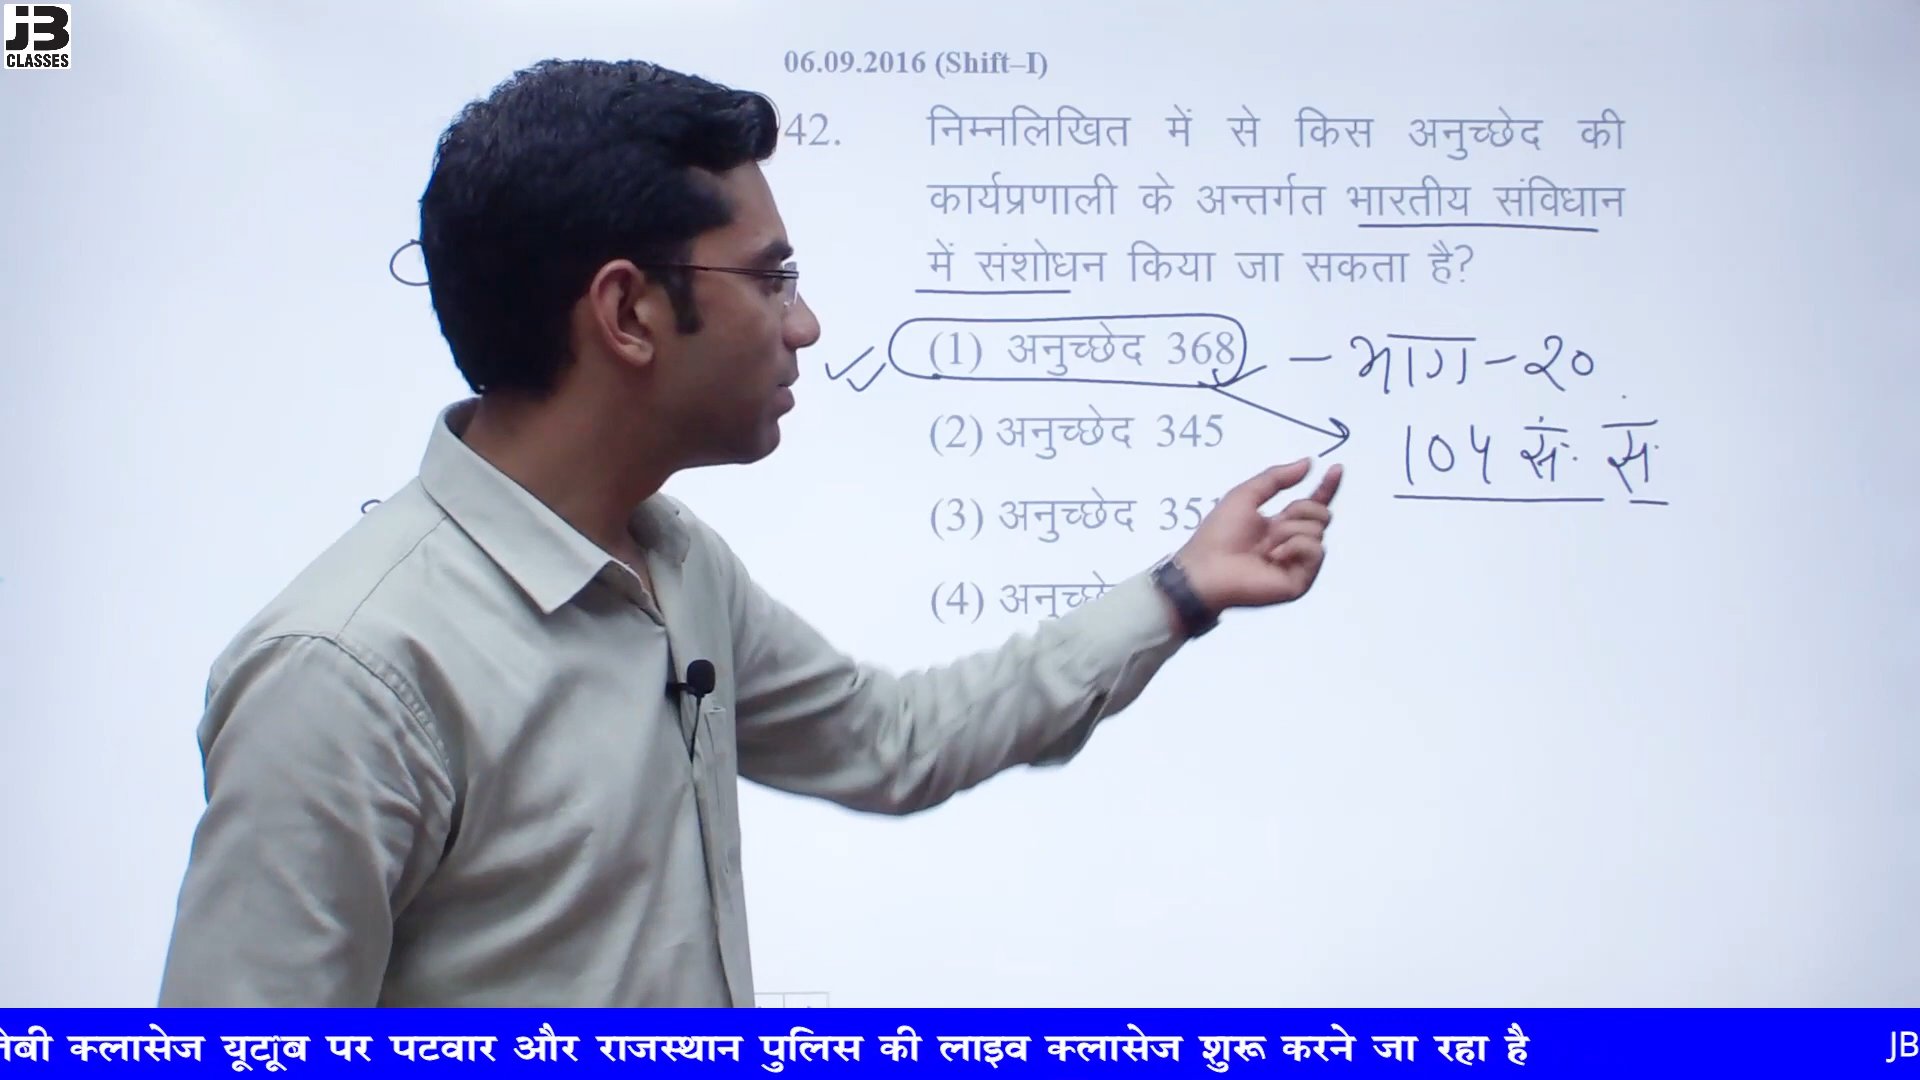 JB
CLASSES
06.09.2016 (Shift–I)
42. निम्नलिखित में से किस अनुच्छेद की
कार्यप्रणाली के अन्तर्गत भारतीय संविधान
में संशोधन किया जा सकता है?
(1) अनुच्छेद 368 – भाग – २०
(2) अनुच्छेद 345
104 सं. सं.
(3) अनुच्छेद
(4)
क्लासेज यूट्यूब पर पटवार और राजस्थान पुलिस की लाइव क्लासेज शुरू करने जा रहा है
JB